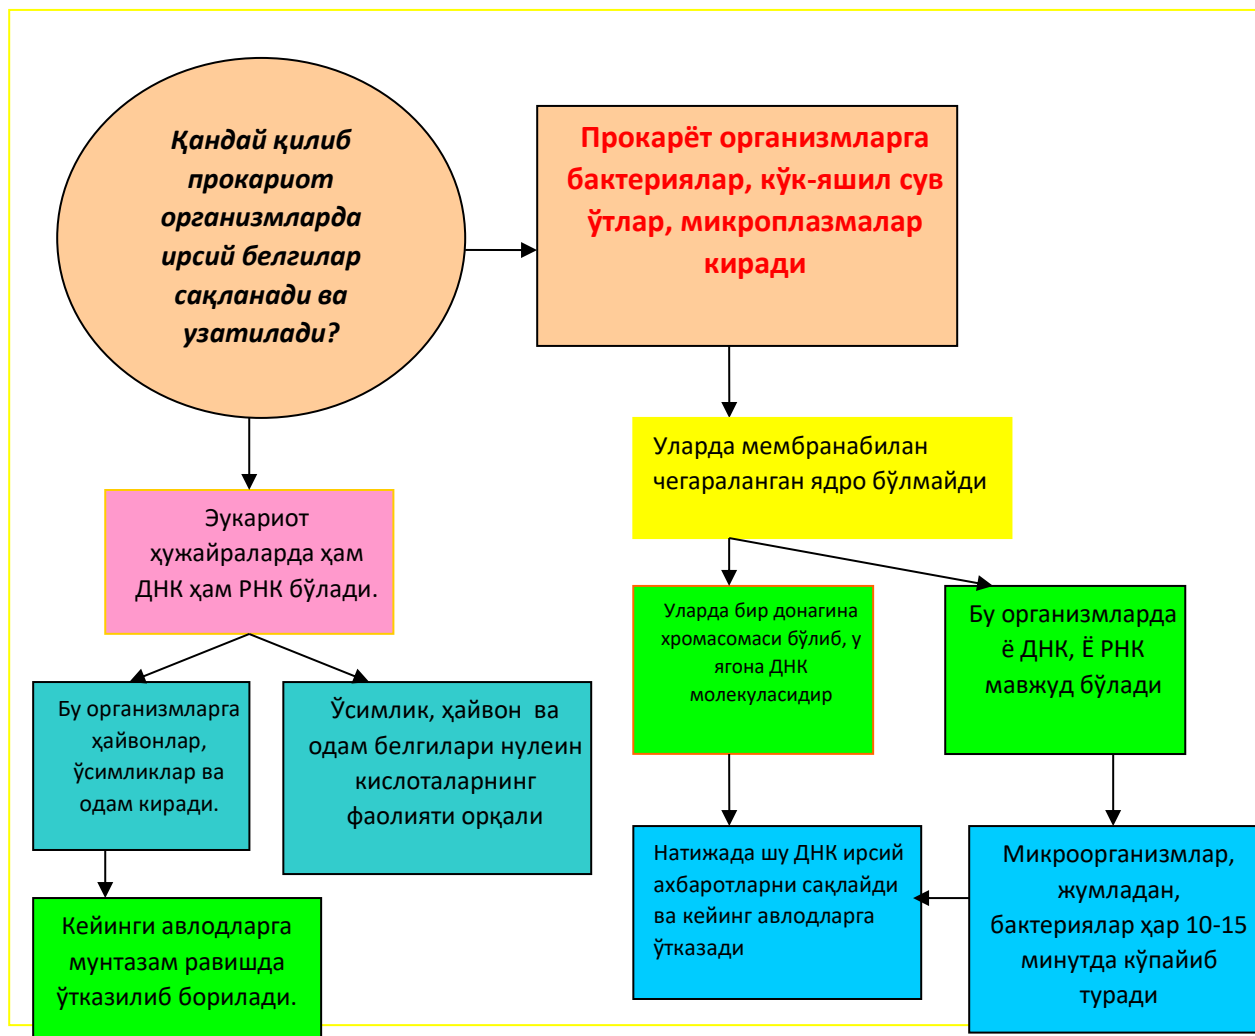 Қандай қилиб
прокариот
организмларда
ирсий белгилар
сақланади ва
узатилади?
Прокарёт организмларга
бактериялар, кўк-яшил сув
ўтлар, микроплазмалар
киради
Уларда мембранабилан
чегараланган ядро бўлмайди
Эукариот
ҳужайраларда ҳам
ДНК ҳам РНК бўлади.
Уларда бир донагина
хромасомаси бўлиб, у
ягона ДНК
молекуласидир
Бу организмларда
ё ДНК, Ё РНК
мавжуд бўлади
Бу организмларга
ҳайвонлар,
ўсимликлар ва
одам киради.
Ўсимлик, ҳайвон ва
одам белгилари нулеин
кислоталарнинг
фаолияти орқали
Натижада шу ДНК ирсий
ахбаротларни сақлайди
ва кейинг авлодларга
ўтказади
Микроорганизмлар,
жумладан,
бактериялар ҳар 10-15
минутда кўпайиб
туради
Кейинги авлодларга
мунтазам равишда
ўтказилиб борилади.